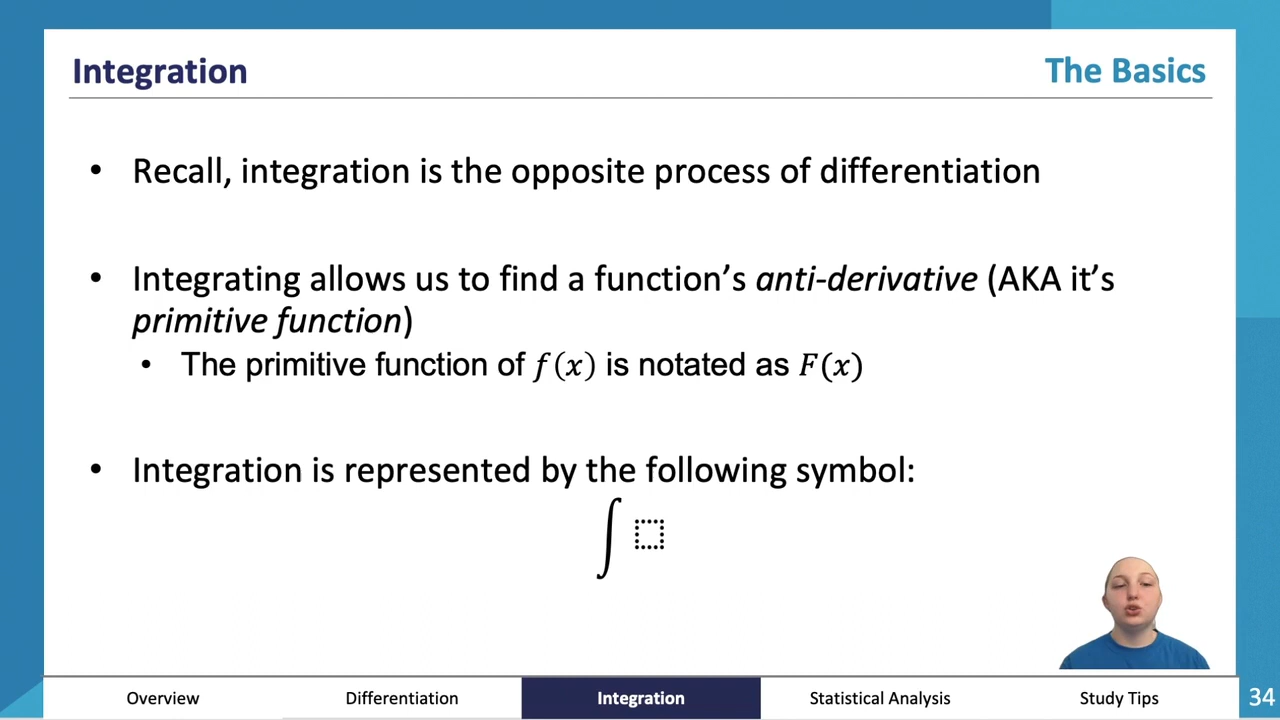 Integration
The Basics
• Recall, integration is the opposite process of differentiation
• Integrating allows us to find a function’s anti-derivative (AKA it’s
primitive function)
• The primitive function of f(x) is notated as F(x)
• Integration is represented by the following symbol:
∫ ⬚
Overview
Differentiation
Integration
Statistical Analysis
Study Tips
34